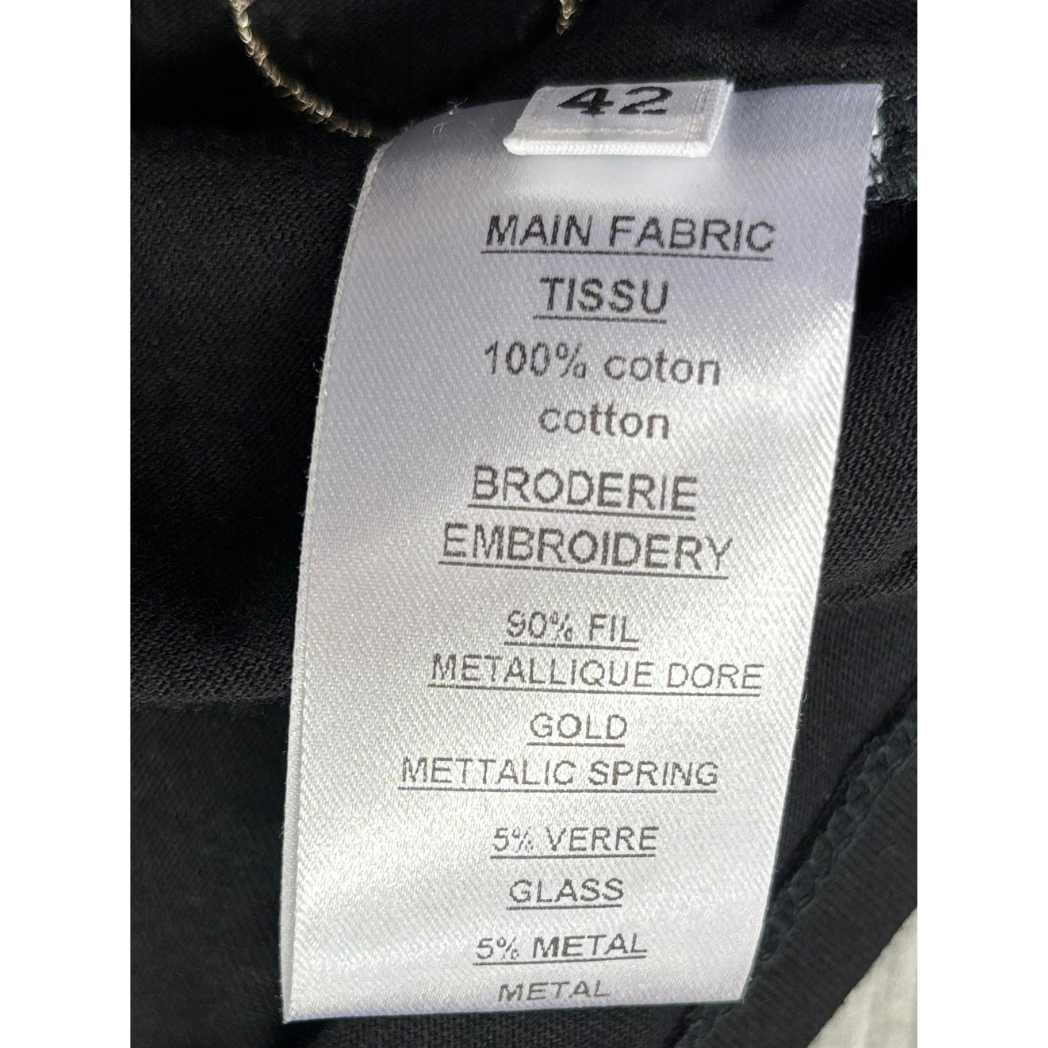 42
MAIN FABRIC
TISSU
100% coton
cotton
BRODERIE
EMBROIDERY
90% FIL
METALLIQUE DORE
GOLD
METTALIC SPRING
5% VERRE
GLASS
5% METAL
METAL